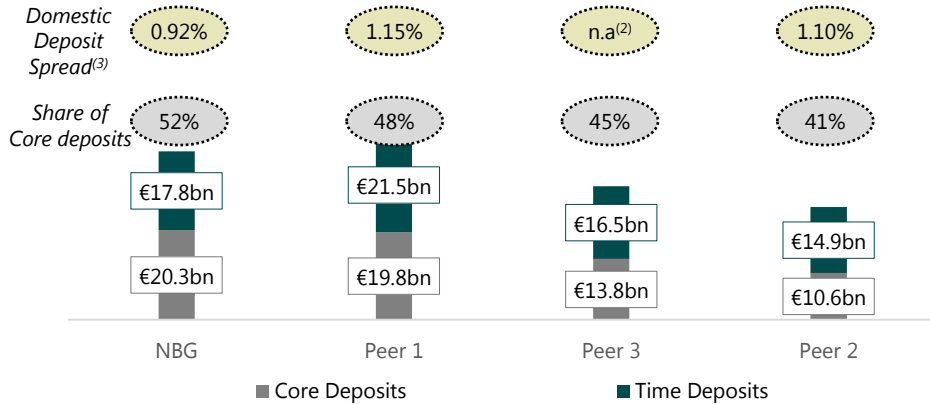 Domestic
Deposit
Spread(3)
0.92%
1.15%
n.a(2)
1.10%
Share of
Core deposits
52%
48%
45%
41%
€17.8bn
€21.5bn
€16.5bn
€14.9bn
€20.3bn
€19.8bn
€13.8bn
€10.6bn
NBG
Peer 1
Peer 3
Peer 2
Core Deposits
Time Deposits